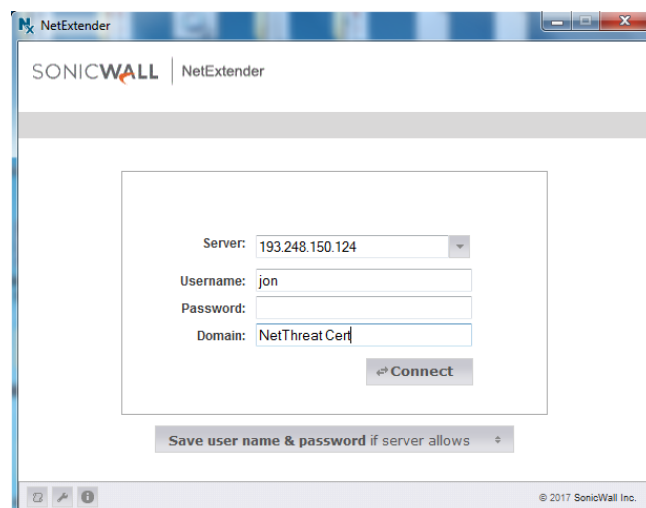 NetExtender
SONICWALL | NetExtender
Server: 193.248.150.124
Username: jon
Password:
Domain: NetThreat Cert
Connect
Save user name & password if server allows
© 2017 SonicWall Inc.